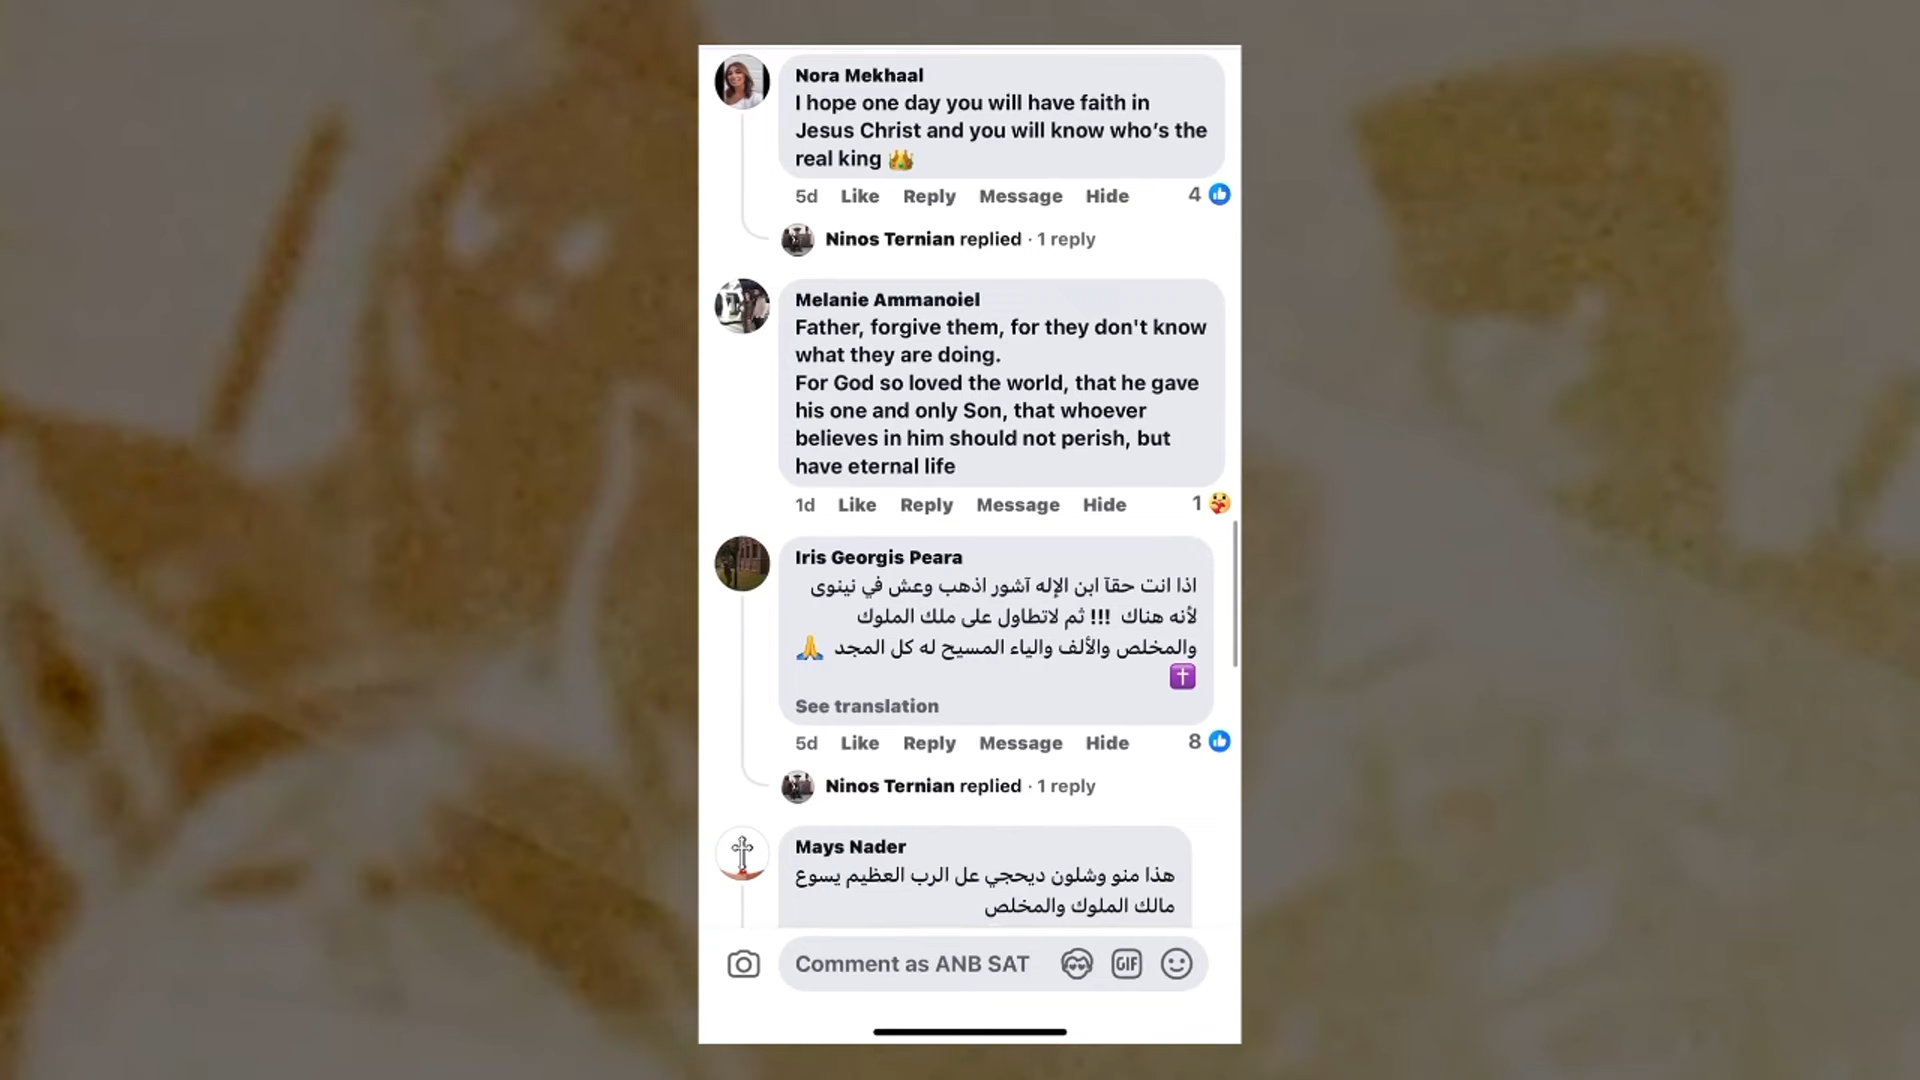 Nora Mekhaal
I hope one day you will have faith in
Jesus Christ and you will know who's the
real king 👑
5d Like Reply Message Hide 4
Ninos Ternian replied · 1 reply
Melanie Ammanoiel
Father, forgive them, for they don't know
what they are doing.
For God so loved the world, that he gave
his one and only Son, that whoever
believes in him should not perish, but
have eternal life
1d Like Reply Message Hide 1
Iris Georgis Peara
اذا انت حقآ ابن الإله آشور اذهب وعش في نينوى
لأنه هناك !!! ثم لاتطاول على ملك الملوك
والمخلص والألف والياء المسيح له كل المجد 🙏
✝️
See translation
5d Like Reply Message Hide 8
Ninos Ternian replied · 1 reply
Mays Nader
هذا منو وشلون ديحجي عل الرب العظيم يسوع
مالك الملوك والمخلص
Comment as ANB SAT GIF